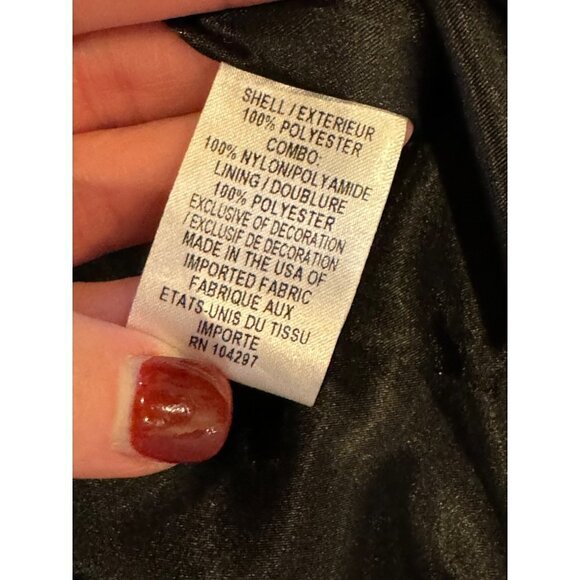 SHELL / EXTERIEUR
100% POLYESTER
COMBO:
100% NYLON/POLYAMIDE
LINING / DOUBLURE
100% POLYESTER
EXCLUSIVE OF DECORATION
/ EXCLUSIF DE DECORATION
MADE IN THE USA OF
IMPORTED FABRIC
FABRIQUE AUX
ETATS-UNIS DU TISSU
IMPORTE
RN 104297